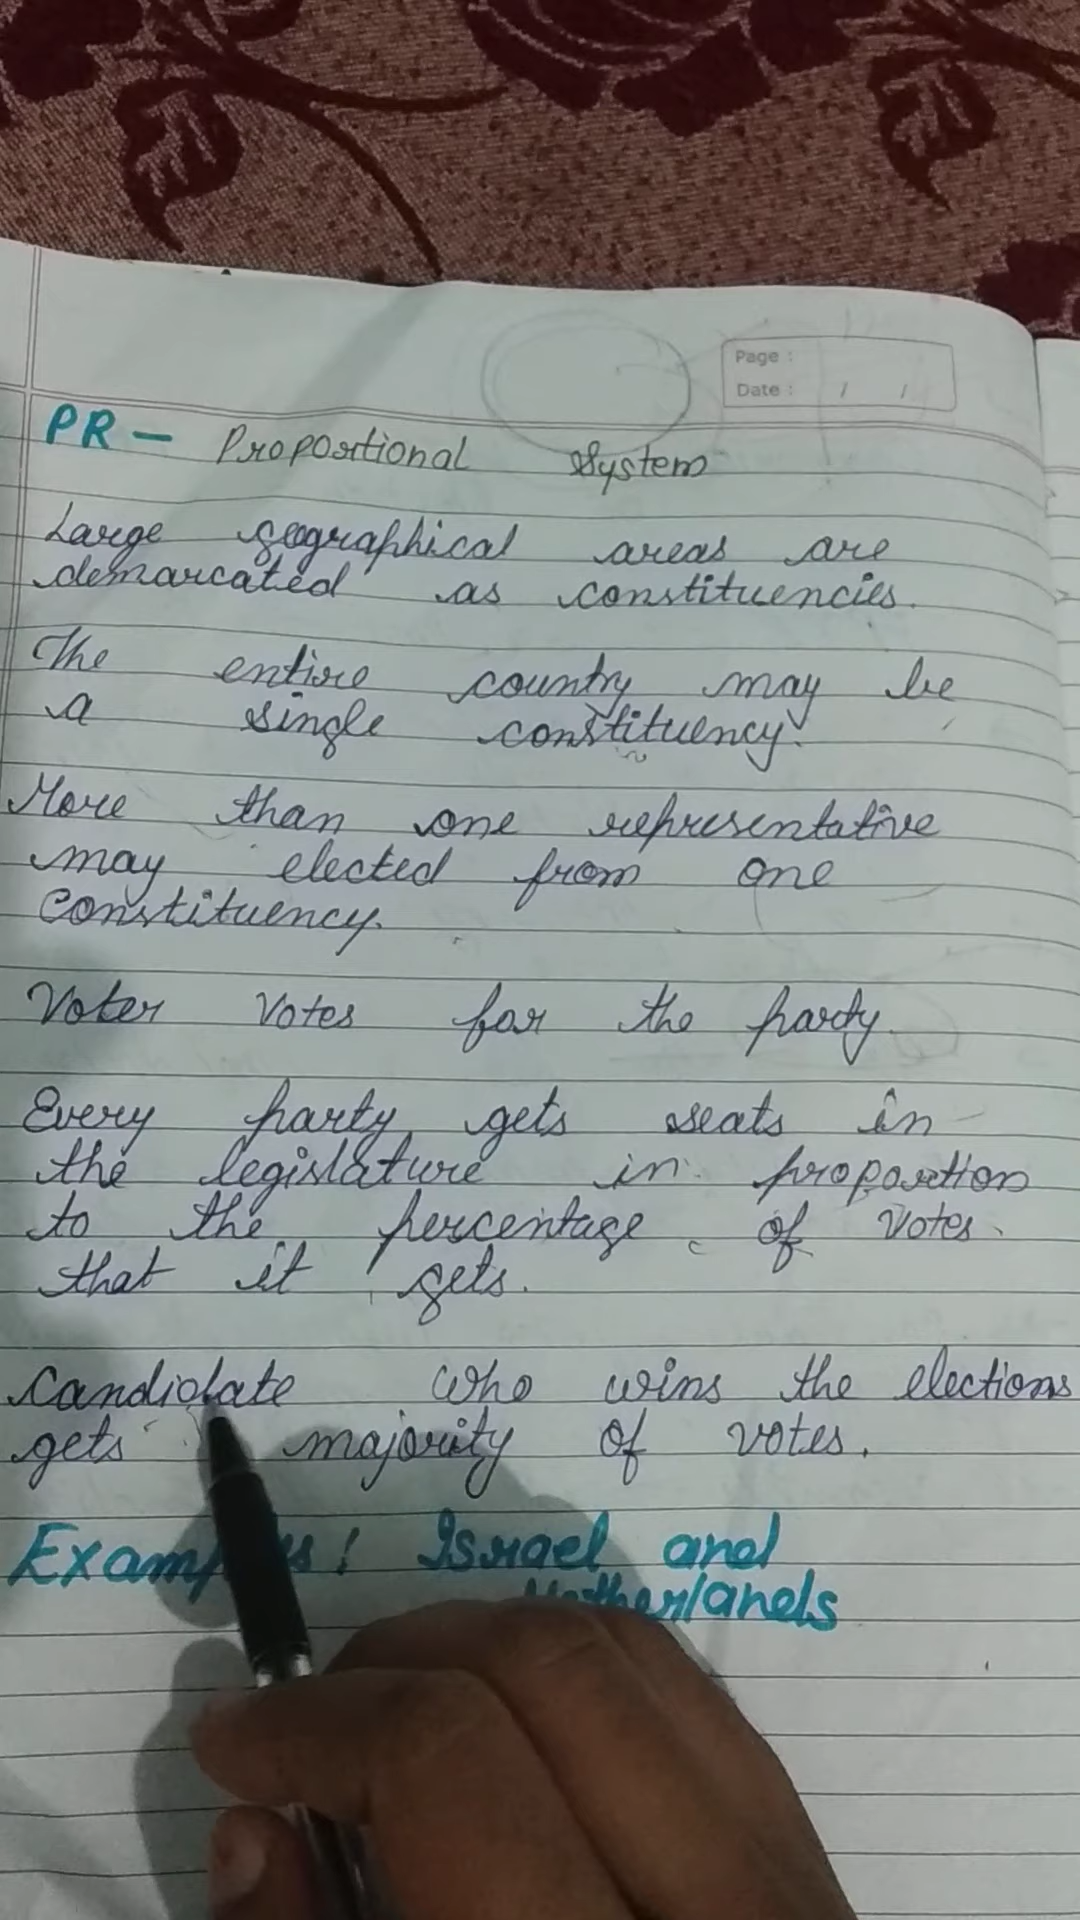 Page :
Date : / /
PR - Proportional System
Large geographical areas are
demarcated as constituencies.
The entire country may be
a single constituency.
More than one representative
may elected from one
constituency.
Voter votes for the party.
Every party gets seats in
the legislature in proportion
to the percentage of votes
that it gets.
Candidate who wins the elections
gets majority of votes.
Israel and